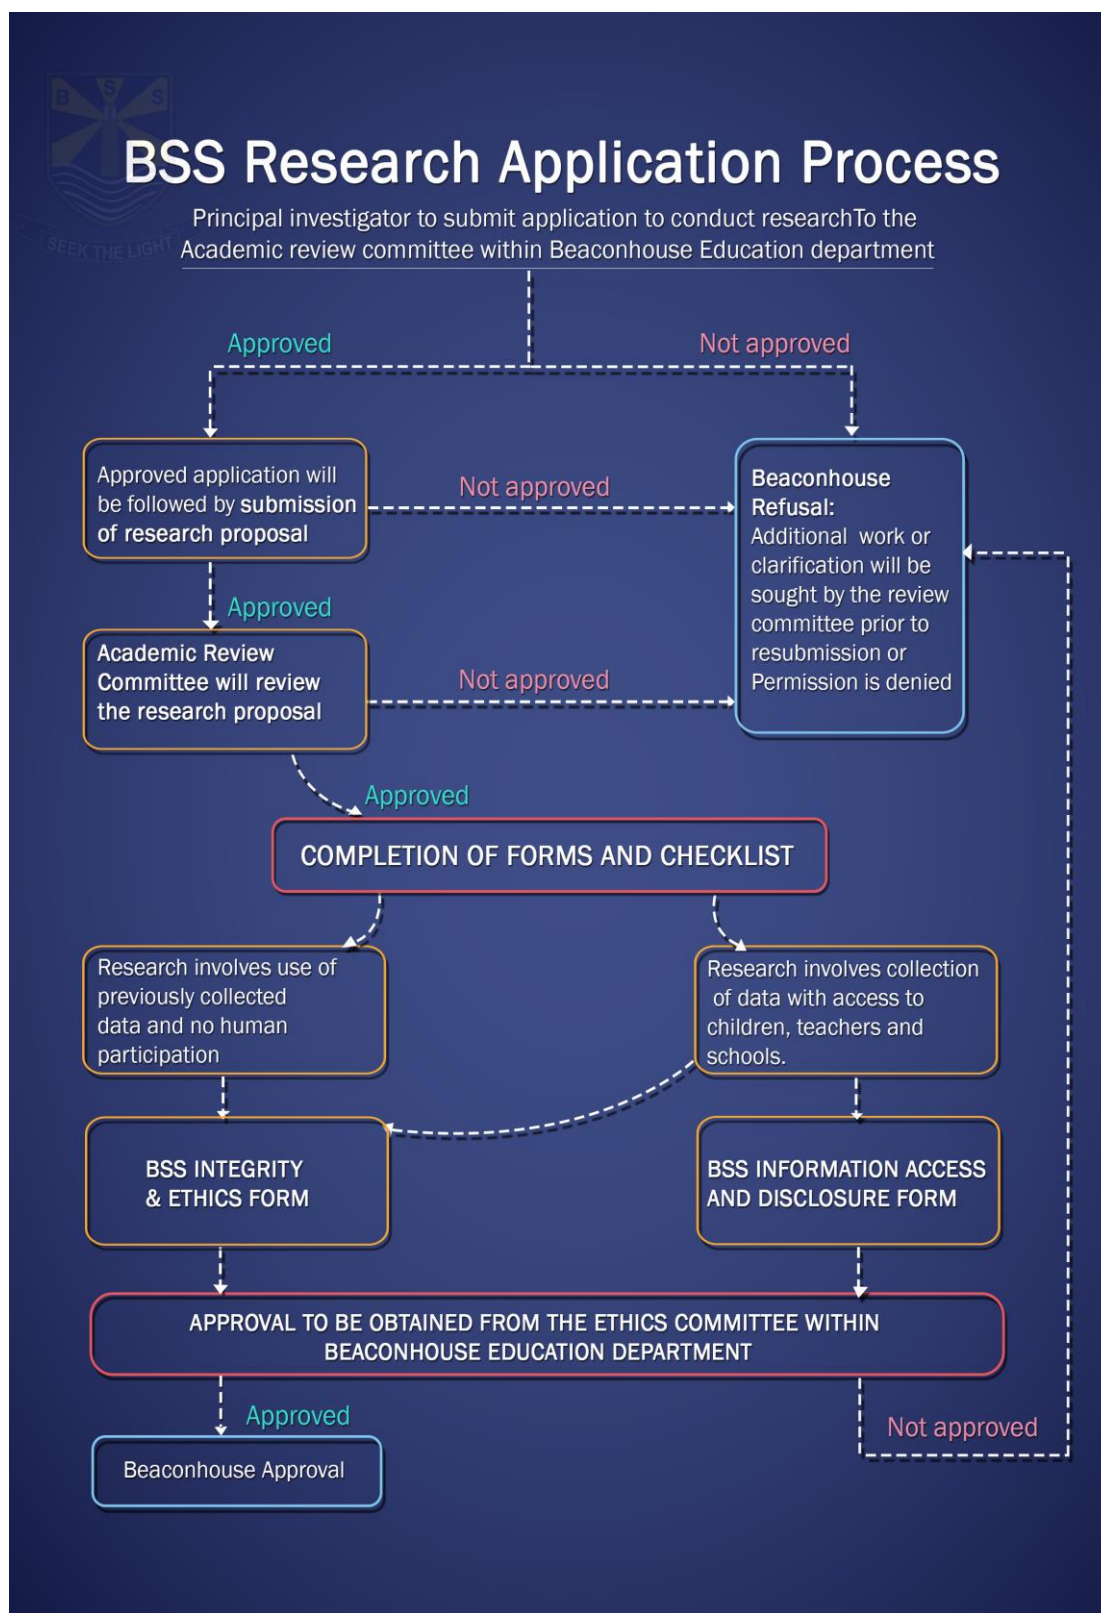 B S S
SEEK THE LIGHT
BSS Research Application Process
Principal investigator to submit application to conduct researchTo the
Academic review committee within Beaconhouse Education department
Approved
Not approved
Approved application will
be followed by submission
of research proposal
Not approved
Beaconhouse
Refusal:
Additional work or
clarification will be
sought by the review
committee prior to
resubmission or
Permission is denied
Approved
Academic Review
Committee will review
the research proposal
Not approved
Approved
COMPLETION OF FORMS AND CHECKLIST
Research involves use of
previously collected
data and no human
participation
Research involves collection
of data with access to
children, teachers and
schools.
BSS INTEGRITY
& ETHICS FORM
BSS INFORMATION ACCESS
AND DISCLOSURE FORM
APPROVAL TO BE OBTAINED FROM THE ETHICS COMMITTEE WITHIN
BEACONHOUSE EDUCATION DEPARTMENT
Approved
Not approved
Beaconhouse Approval